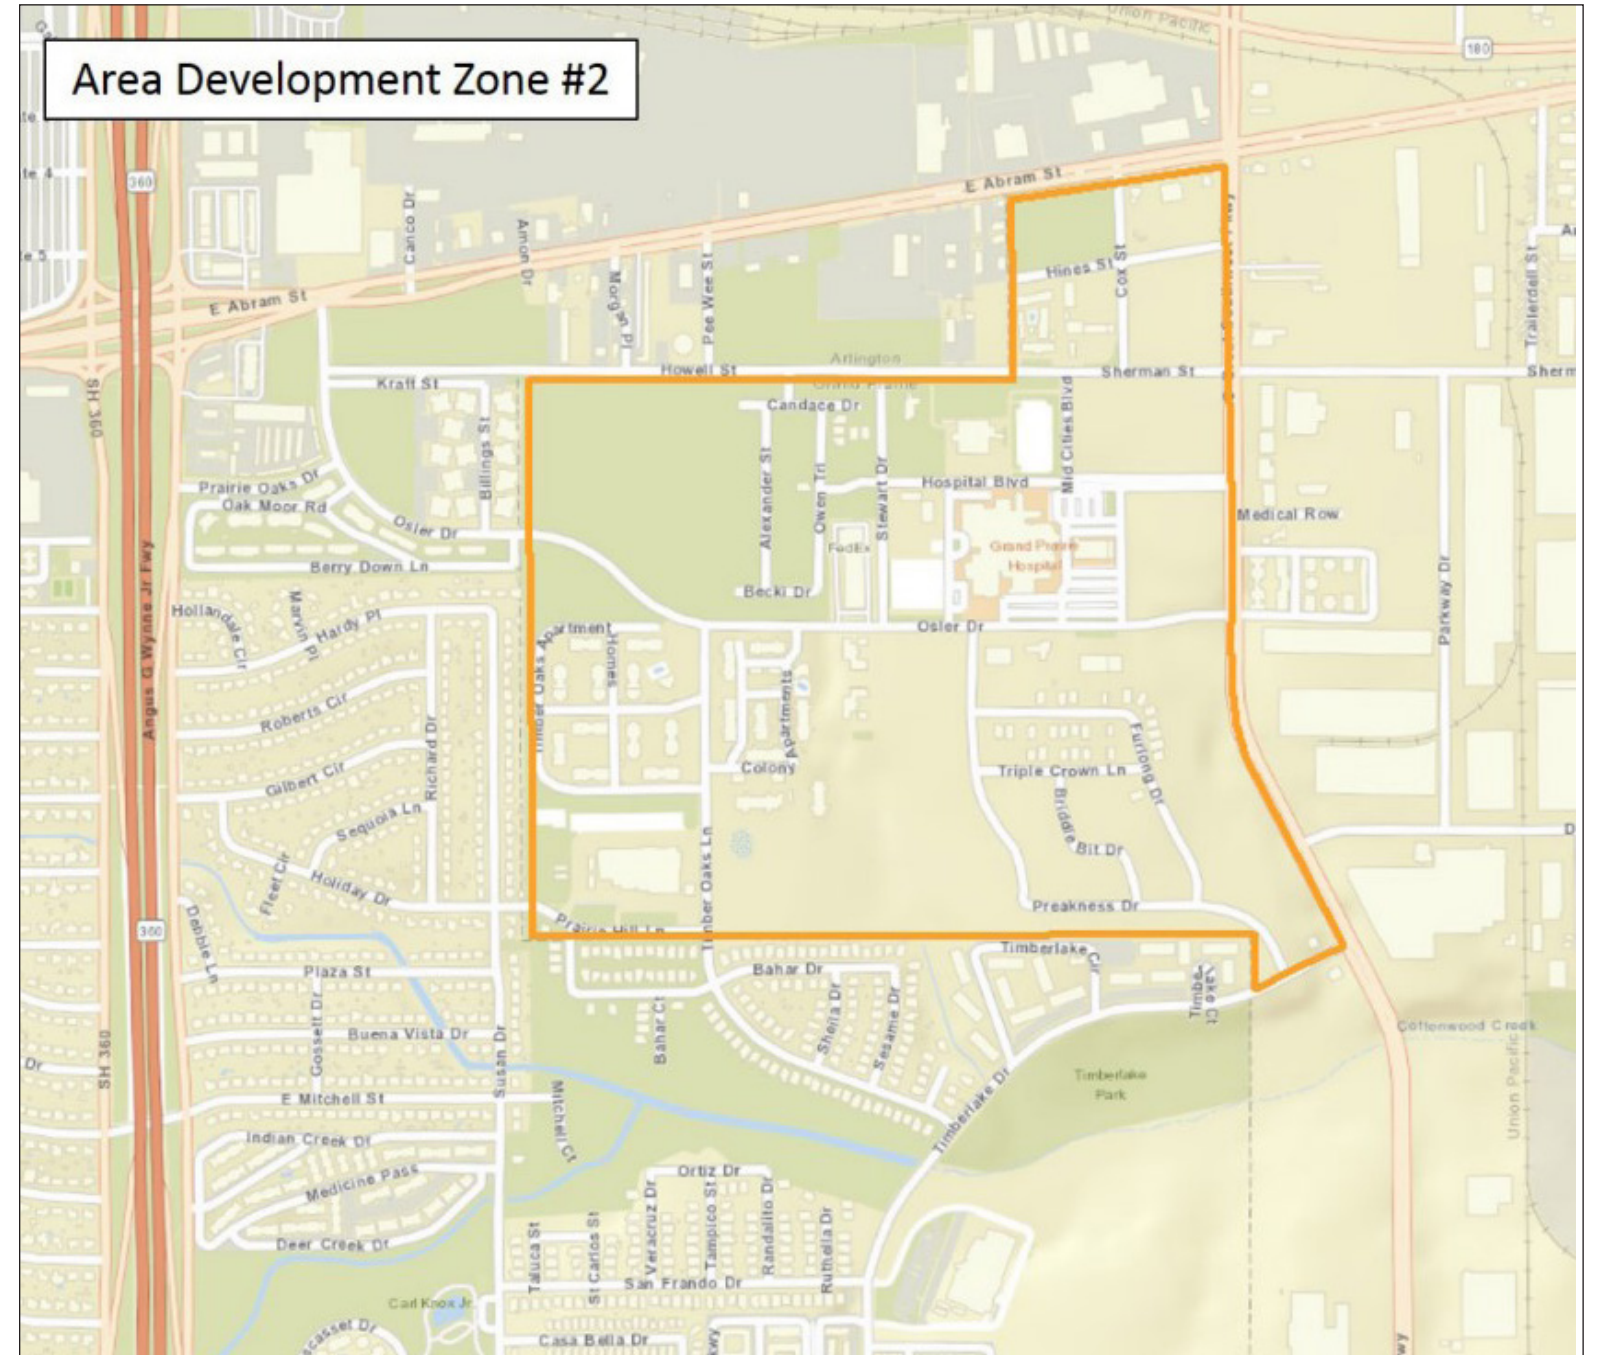 Area Development Zone #2
Union Pacific
180
360
E Abram St
Canco Dr
Amon Dr
Morgan Pl
Pee Wee St
E Abram St
Hines St
Cox St
Trailerdell St
Arlington
Howell St
Sherman St
Sherm
Kraft St
Candace Dr
Mid Cities Blvd
SH 360
Billings St
Alexander St
Owen Trl
Stewart Dr
Hospital Blvd
Prairie Oaks Dr
Oak Moor Rd
Osler Dr
Medical Row
FedEx
Grand Prairie
Hospital
Berry Down Ln
Becki Dr
Parkway Dr
Angus G Wynne Jr Fwy
Hollandale Cir
Marvin Pl
Hardy Pl
Timber Oaks Apartment
Homes
Osler Dr
Roberts Cir
Richard Dr
Colony
Apartments
Furlong Dr
Gilbert Cir
Triple Crown Ln
Sequoia Ln
Briddle Bit Dr
Fleet Cir
Holiday Dr
Timber Oaks Ln
Preakness Dr
Prairie Hill Ln
360
Debbie Ln
Timberlake Cir
Plaza St
Bahar Dr
Timberlake Ct
Gossett Dr
Buena Vista Dr
Bahar Ct
Sheila Dr
Sesame Dr
Cottonwood Creek
SH 360
Dr
Susan Dr
Timberlake
Park
Union Pacific
E Mitchell St
Mitchell Ct
Timberlake Dr
Indian Creek Dr
Medicine Pass
Ortiz Dr
Deer Creek Dr
Taluca St
St Carlos St
Veracruz Dr
Tampico St
Randalito Dr
Ruthella Dr
San Frando Dr
Carl Knox Jr.
Casa Bella Dr